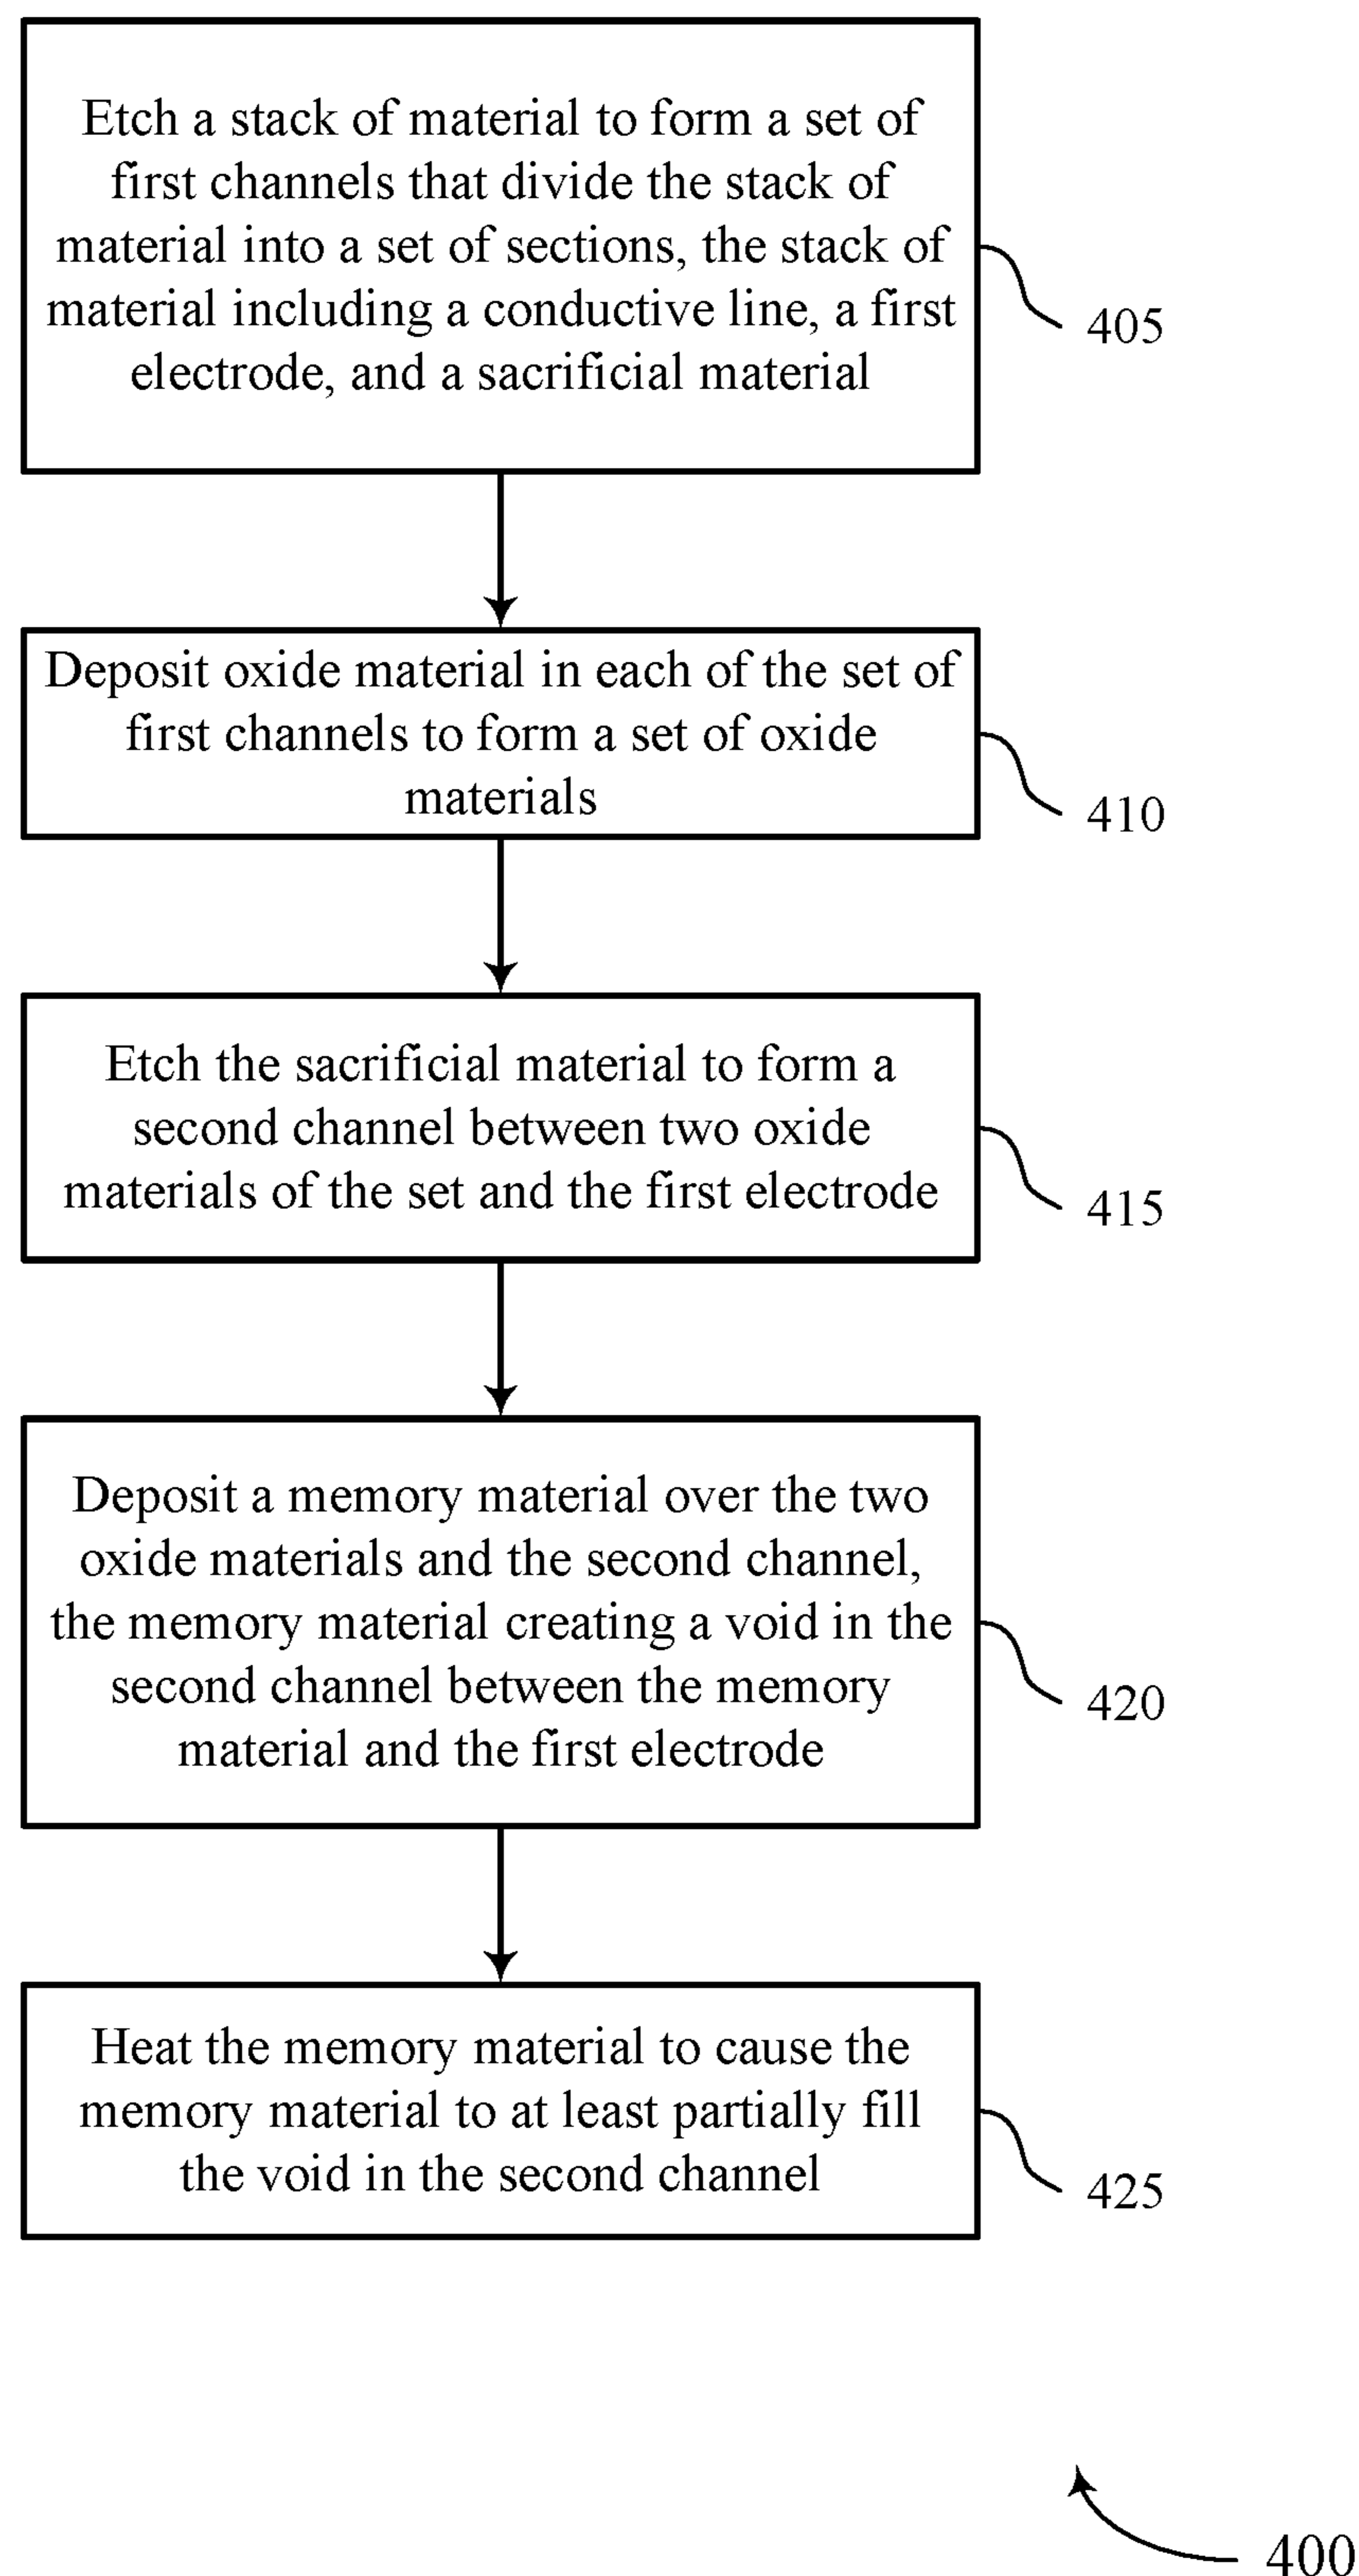 Etch a stack of material to form a set of
first channels that divide the stack of
material into a set of sections, the stack of
material including a conductive line, a first
electrode, and a sacrificial material
405
Deposit oxide material in each of the set of
first channels to form a set of oxide
materials
410
Etch the sacrificial material to form a
second channel between two oxide
materials of the set and the first electrode
415
Deposit a memory material over the two
oxide materials and the second channel,
the memory material creating a void in the
second channel between the memory
material and the first electrode
420
Heat the memory material to cause the
memory material to at least partially fill
the void in the second channel
425
400